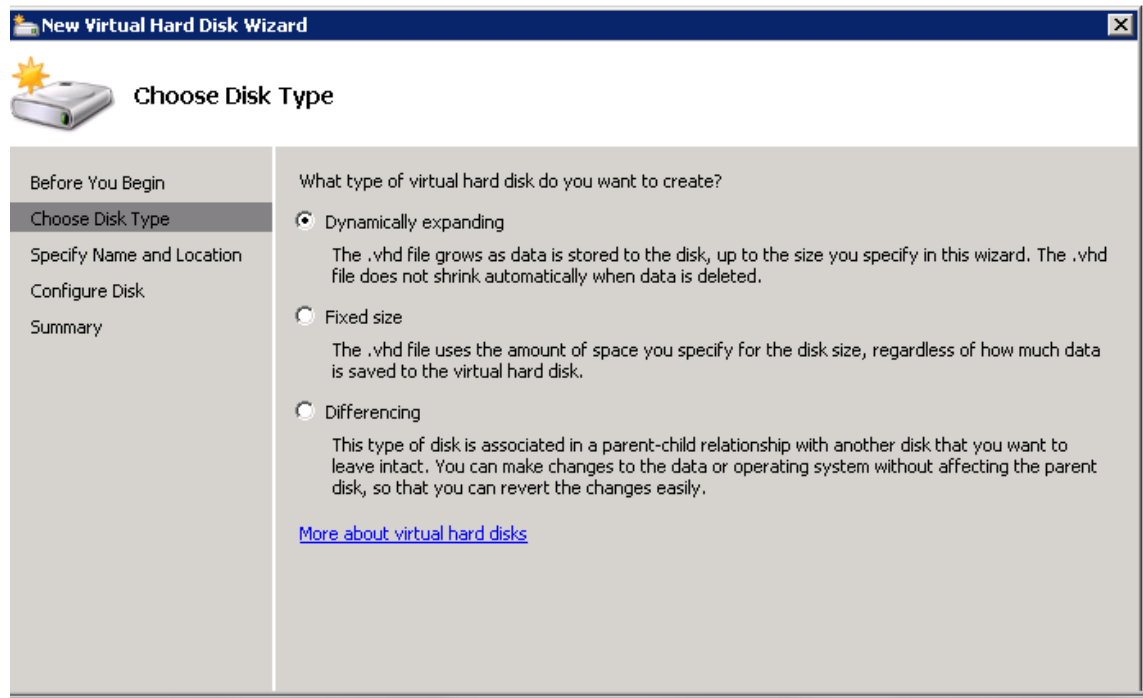 New Virtual Hard Disk Wizard
Choose Disk Type
Before You Begin
Choose Disk Type
Specify Name and Location
Configure Disk
Summary
What type of virtual hard disk do you want to create?
Dynamically expanding
The .vhd file grows as data is stored to the disk, up to the size you specify in this wizard. The .vhd
file does not shrink automatically when data is deleted.
Fixed size
The .vhd file uses the amount of space you specify for the disk size, regardless of how much data
is saved to the virtual hard disk.
Differencing
This type of disk is associated in a parent-child relationship with another disk that you want to
leave intact. You can make changes to the data or operating system without affecting the parent
disk, so that you can revert the changes easily.
More about virtual hard disks